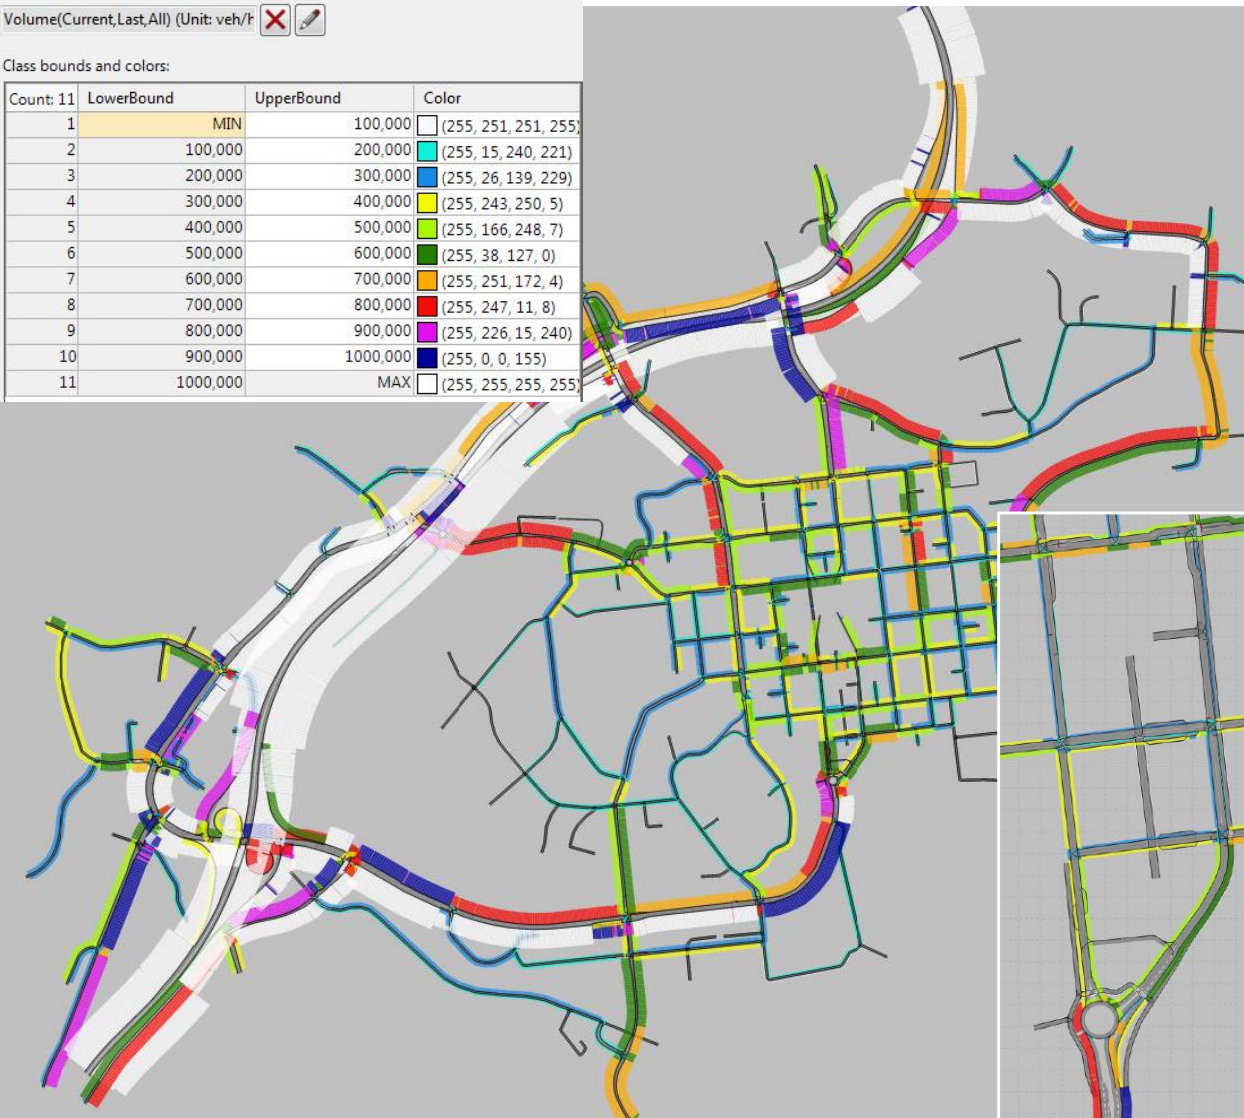 Volume(Current,Last,All) (Unit: veh/h
Class bounds and colors:
Count: 11 LowerBound UpperBound Color
1 MIN 100,000 (255, 251, 251, 255)
2 100,000 200,000 (255, 15, 240, 221)
3 200,000 300,000 (255, 26, 139, 229)
4 300,000 400,000 (255, 243, 250, 5)
5 400,000 500,000 (255, 166, 248, 7)
6 500,000 600,000 (255, 38, 127, 0)
7 600,000 700,000 (255, 251, 172, 4)
8 700,000 800,000 (255, 247, 11, 8)
9 800,000 900,000 (255, 226, 15, 240)
10 900,000 1000,000 (255, 0, 0, 155)
11 1000,000 MAX (255, 255, 255, 255)